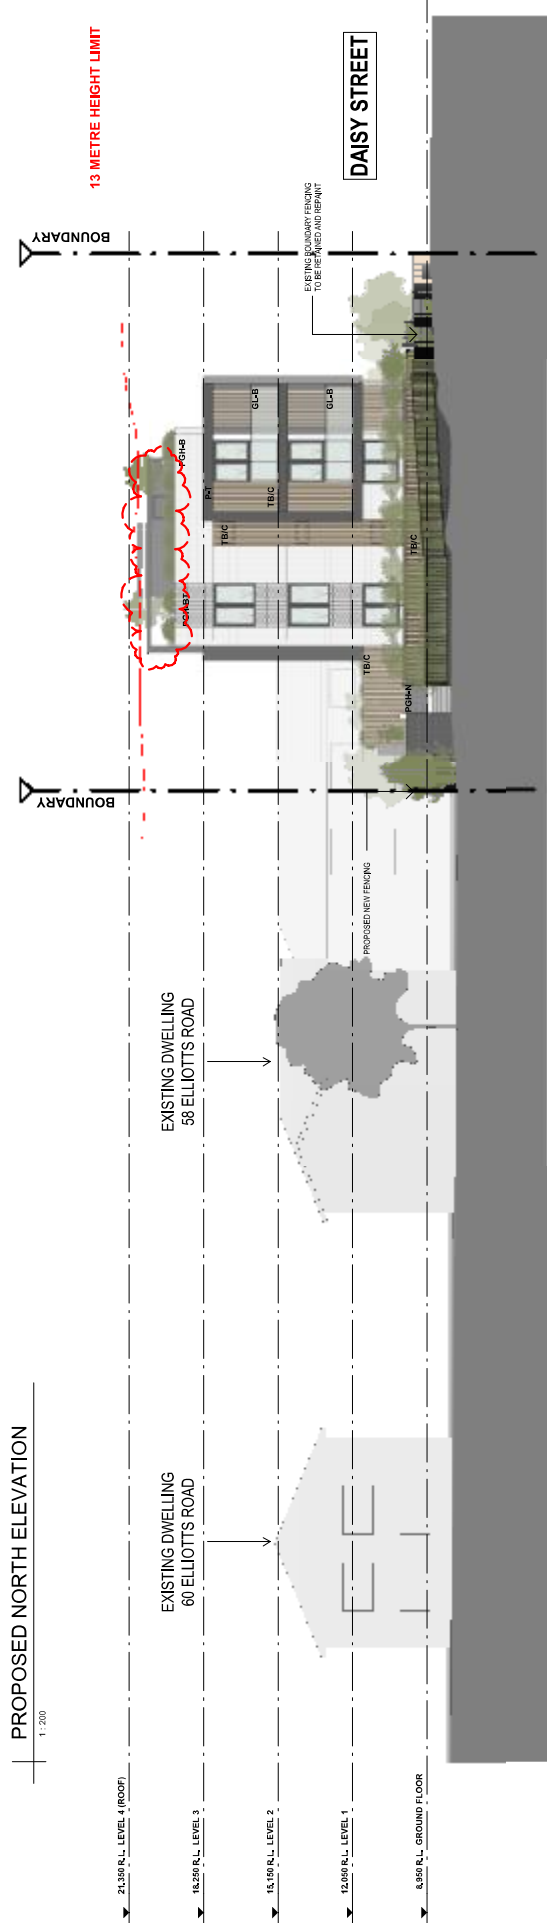 PROPOSED NORTH ELEVATION
1 : 200
13 METRE HEIGHT LIMIT
BOUNDARY
BOUNDARY
DAISY STREET
EXISTING BOUNDARY FENCING
TO BE RETAINED AND REPAINT
EXISTING DWELLING
60 ELLIOTTS ROAD
EXISTING DWELLING
58 ELLIOTTS ROAD
PROPOSED NEW FENCING
21,350 R.L. LEVEL 4 (ROOF)
18,250 R.L. LEVEL 3
15,150 R.L. LEVEL 2
12,050 R.L. LEVEL 1
8,950 R.L. GROUND FLOOR
PGH-B
P-T
GL-B
GL-B
TB/C
TB/C
TB/C
TB/C
PGH-N